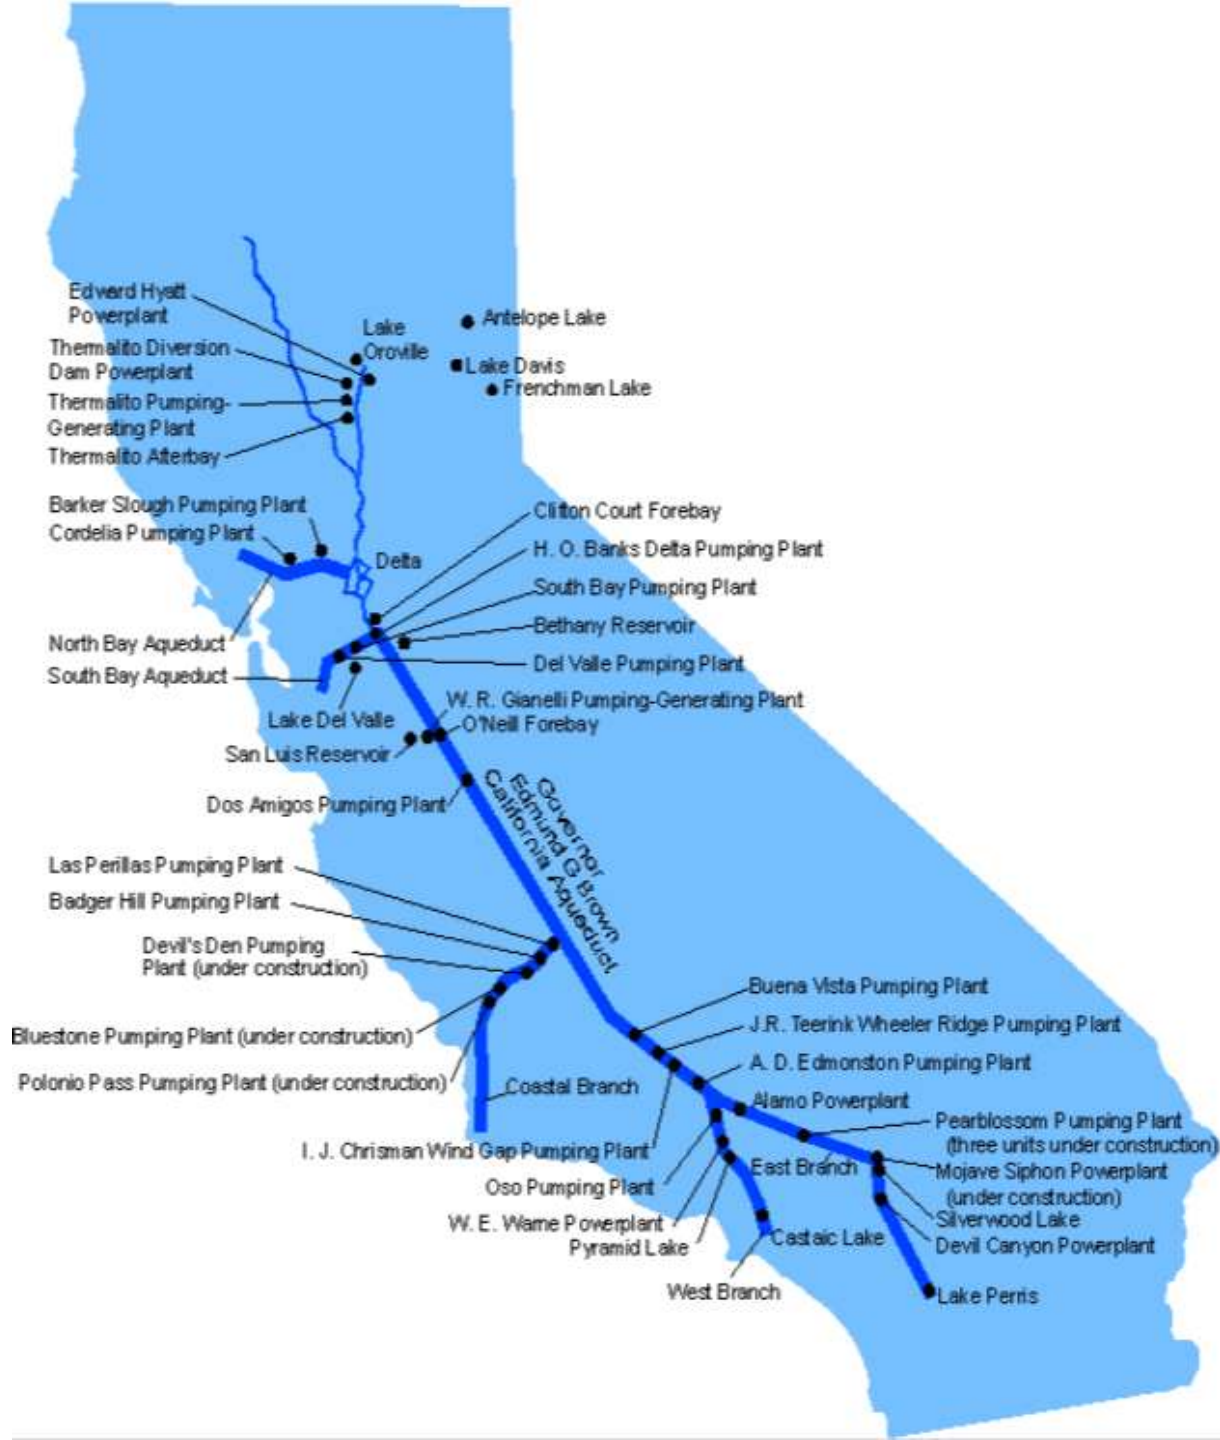 Edward Hyatt
Powerplant
Lake
Oroville
Antelope Lake
Thermalito Diversion
Dam Powerplant
Lake Davis
Frenchman Lake
Thermalito Pumping-
Generating Plant
Thermalito Afterbay
Barker Slough Pumping Plant
Cordelia Pumping Plant
Clifton Court Forebay
H. O. Banks Delta Pumping Plant
Delta
South Bay Pumping Plant
Bethany Reservoir
North Bay Aqueduct
Del Valle Pumping Plant
South Bay Aqueduct
W. R. Gianelli Pumping-Generating Plant
Lake Del Valle
O'Neill Forebay
San Luis Reservoir
Dos Amigos Pumping Plant
Governor
Edmund G Brown
California Aqueduct
Las Perillas Pumping Plant
Badger Hill Pumping Plant
Devil's Den Pumping
Plant (under construction)
Buena Vista Pumping Plant
J.R. Teerink Wheeler Ridge Pumping Plant
Bluestone Pumping Plant (under construction)
A. D. Edmonston Pumping Plant
Polonio Pass Pumping Plant (under construction)
Coastal Branch
Alamo Powerplant
Pearblossom Pumping Plant
(three units under construction)
I. J. Chrisman Wind Gap Pumping Plant
East Branch
Mojave Siphon Powerplant
(under construction)
Oso Pumping Plant
Silverwood Lake
W. E. Warne Powerplant
Castaic Lake
Pyramid Lake
Devil Canyon Powerplant
West Branch
Lake Perris